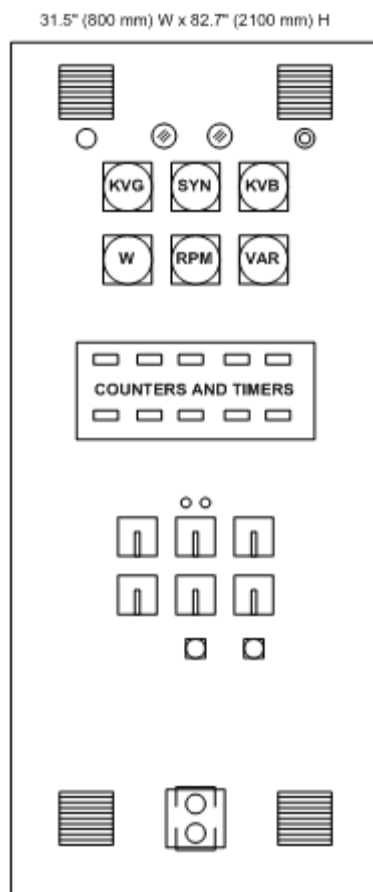 31.5" (800 mm) W x 82.7" (2100 mm) H
KVG SYN KVB
W RPM VAR
COUNTERS AND TIMERS